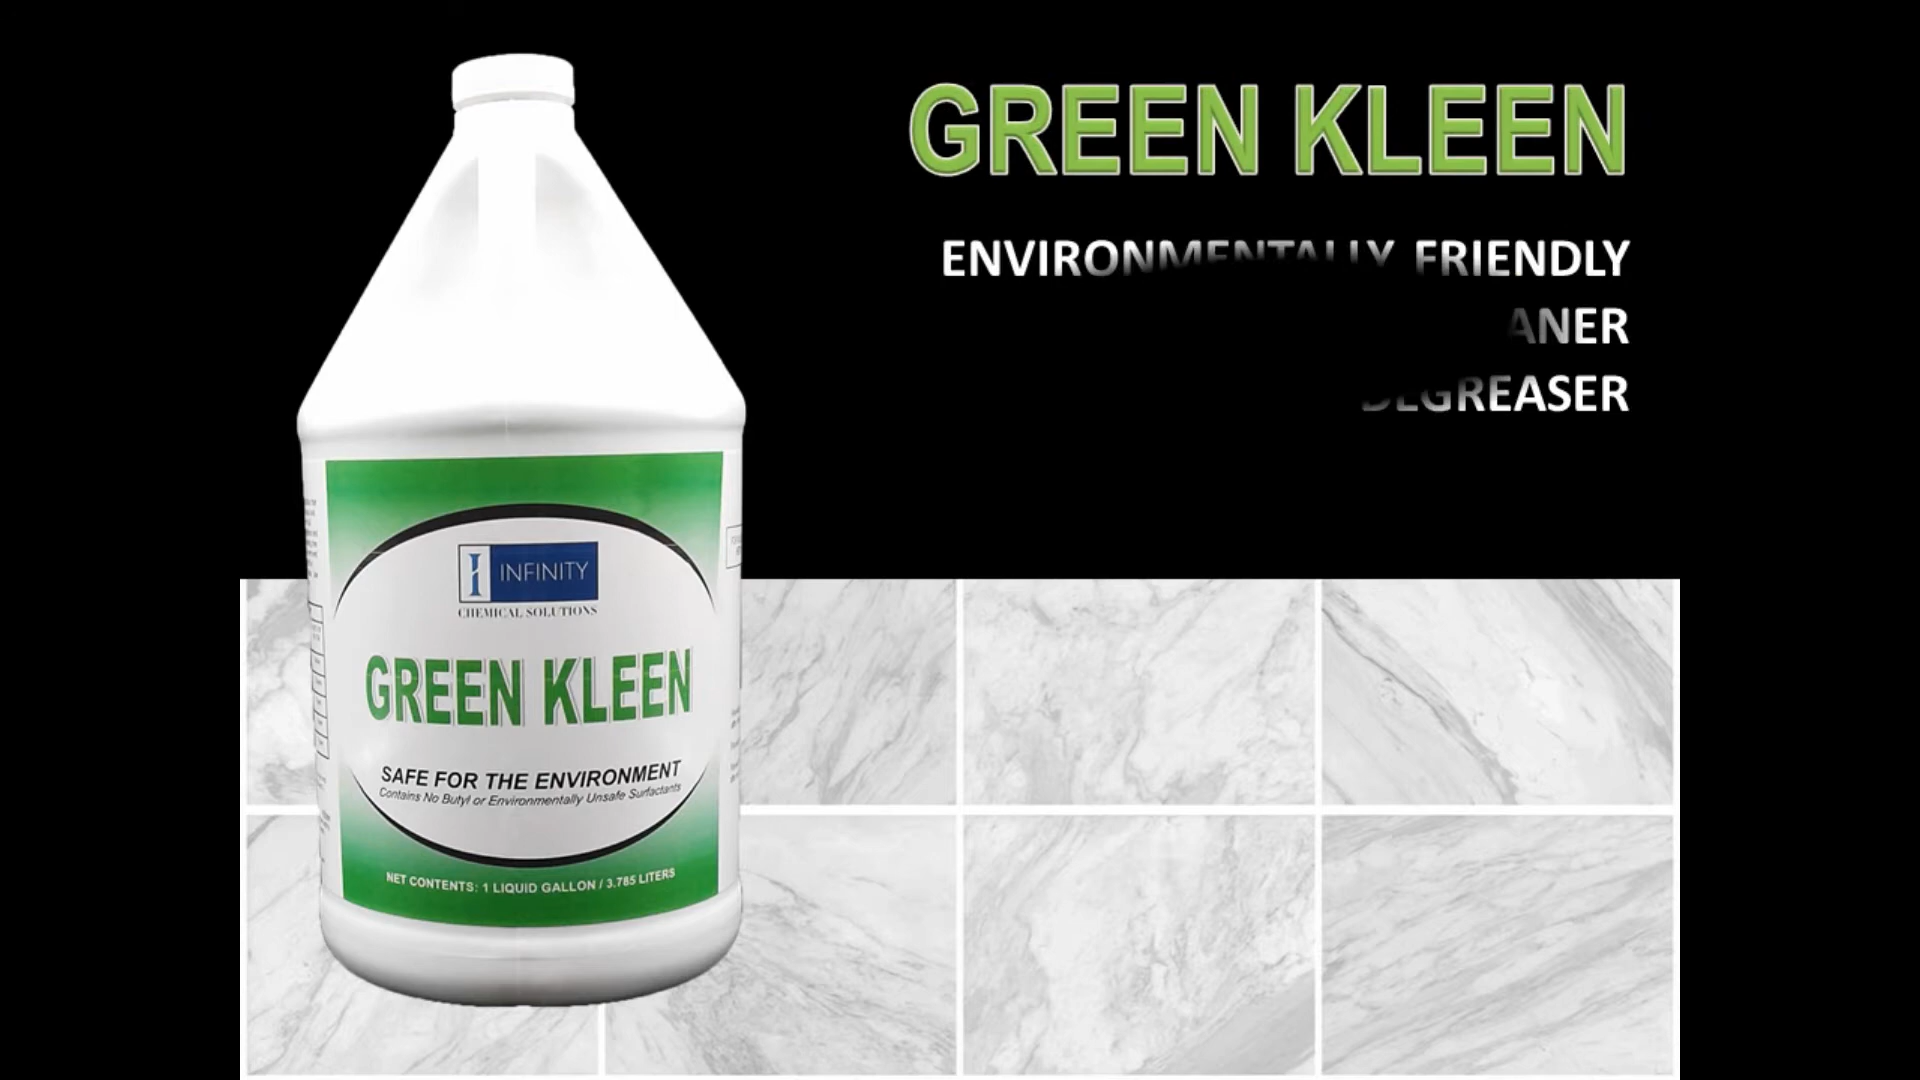 GREEN KLEEN
ENVIRONMENTALLY FRIENDLY
DEGREASER
INFINITY
CHEMICAL SOLUTIONS
GREEN KLEEN
SAFE FOR THE ENVIRONMENT
Contains No Butyl or Environmentally Unsafe Surfactants
NET CONTENTS: 1 LIQUID GALLON / 3.785 LITERS